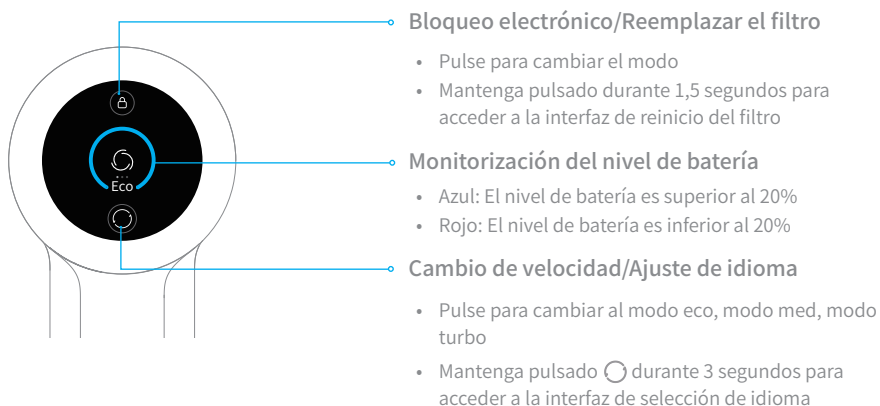 Bloqueo electrónico/Reemplazar el filtro
• Pulse para cambiar el modo
• Mantenga pulsado durante 1,5 segundos para
acceder a la interfaz de reinicio del filtro
Monitorización del nivel de batería
• Azul: El nivel de batería es superior al 20%
• Rojo: El nivel de batería es inferior al 20%
Eco
Cambio de velocidad/Ajuste de idioma
• Pulse para cambiar al modo eco, modo med, modo
turbo
• Mantenga pulsado durante 3 segundos para
acceder a la interfaz de selección de idioma